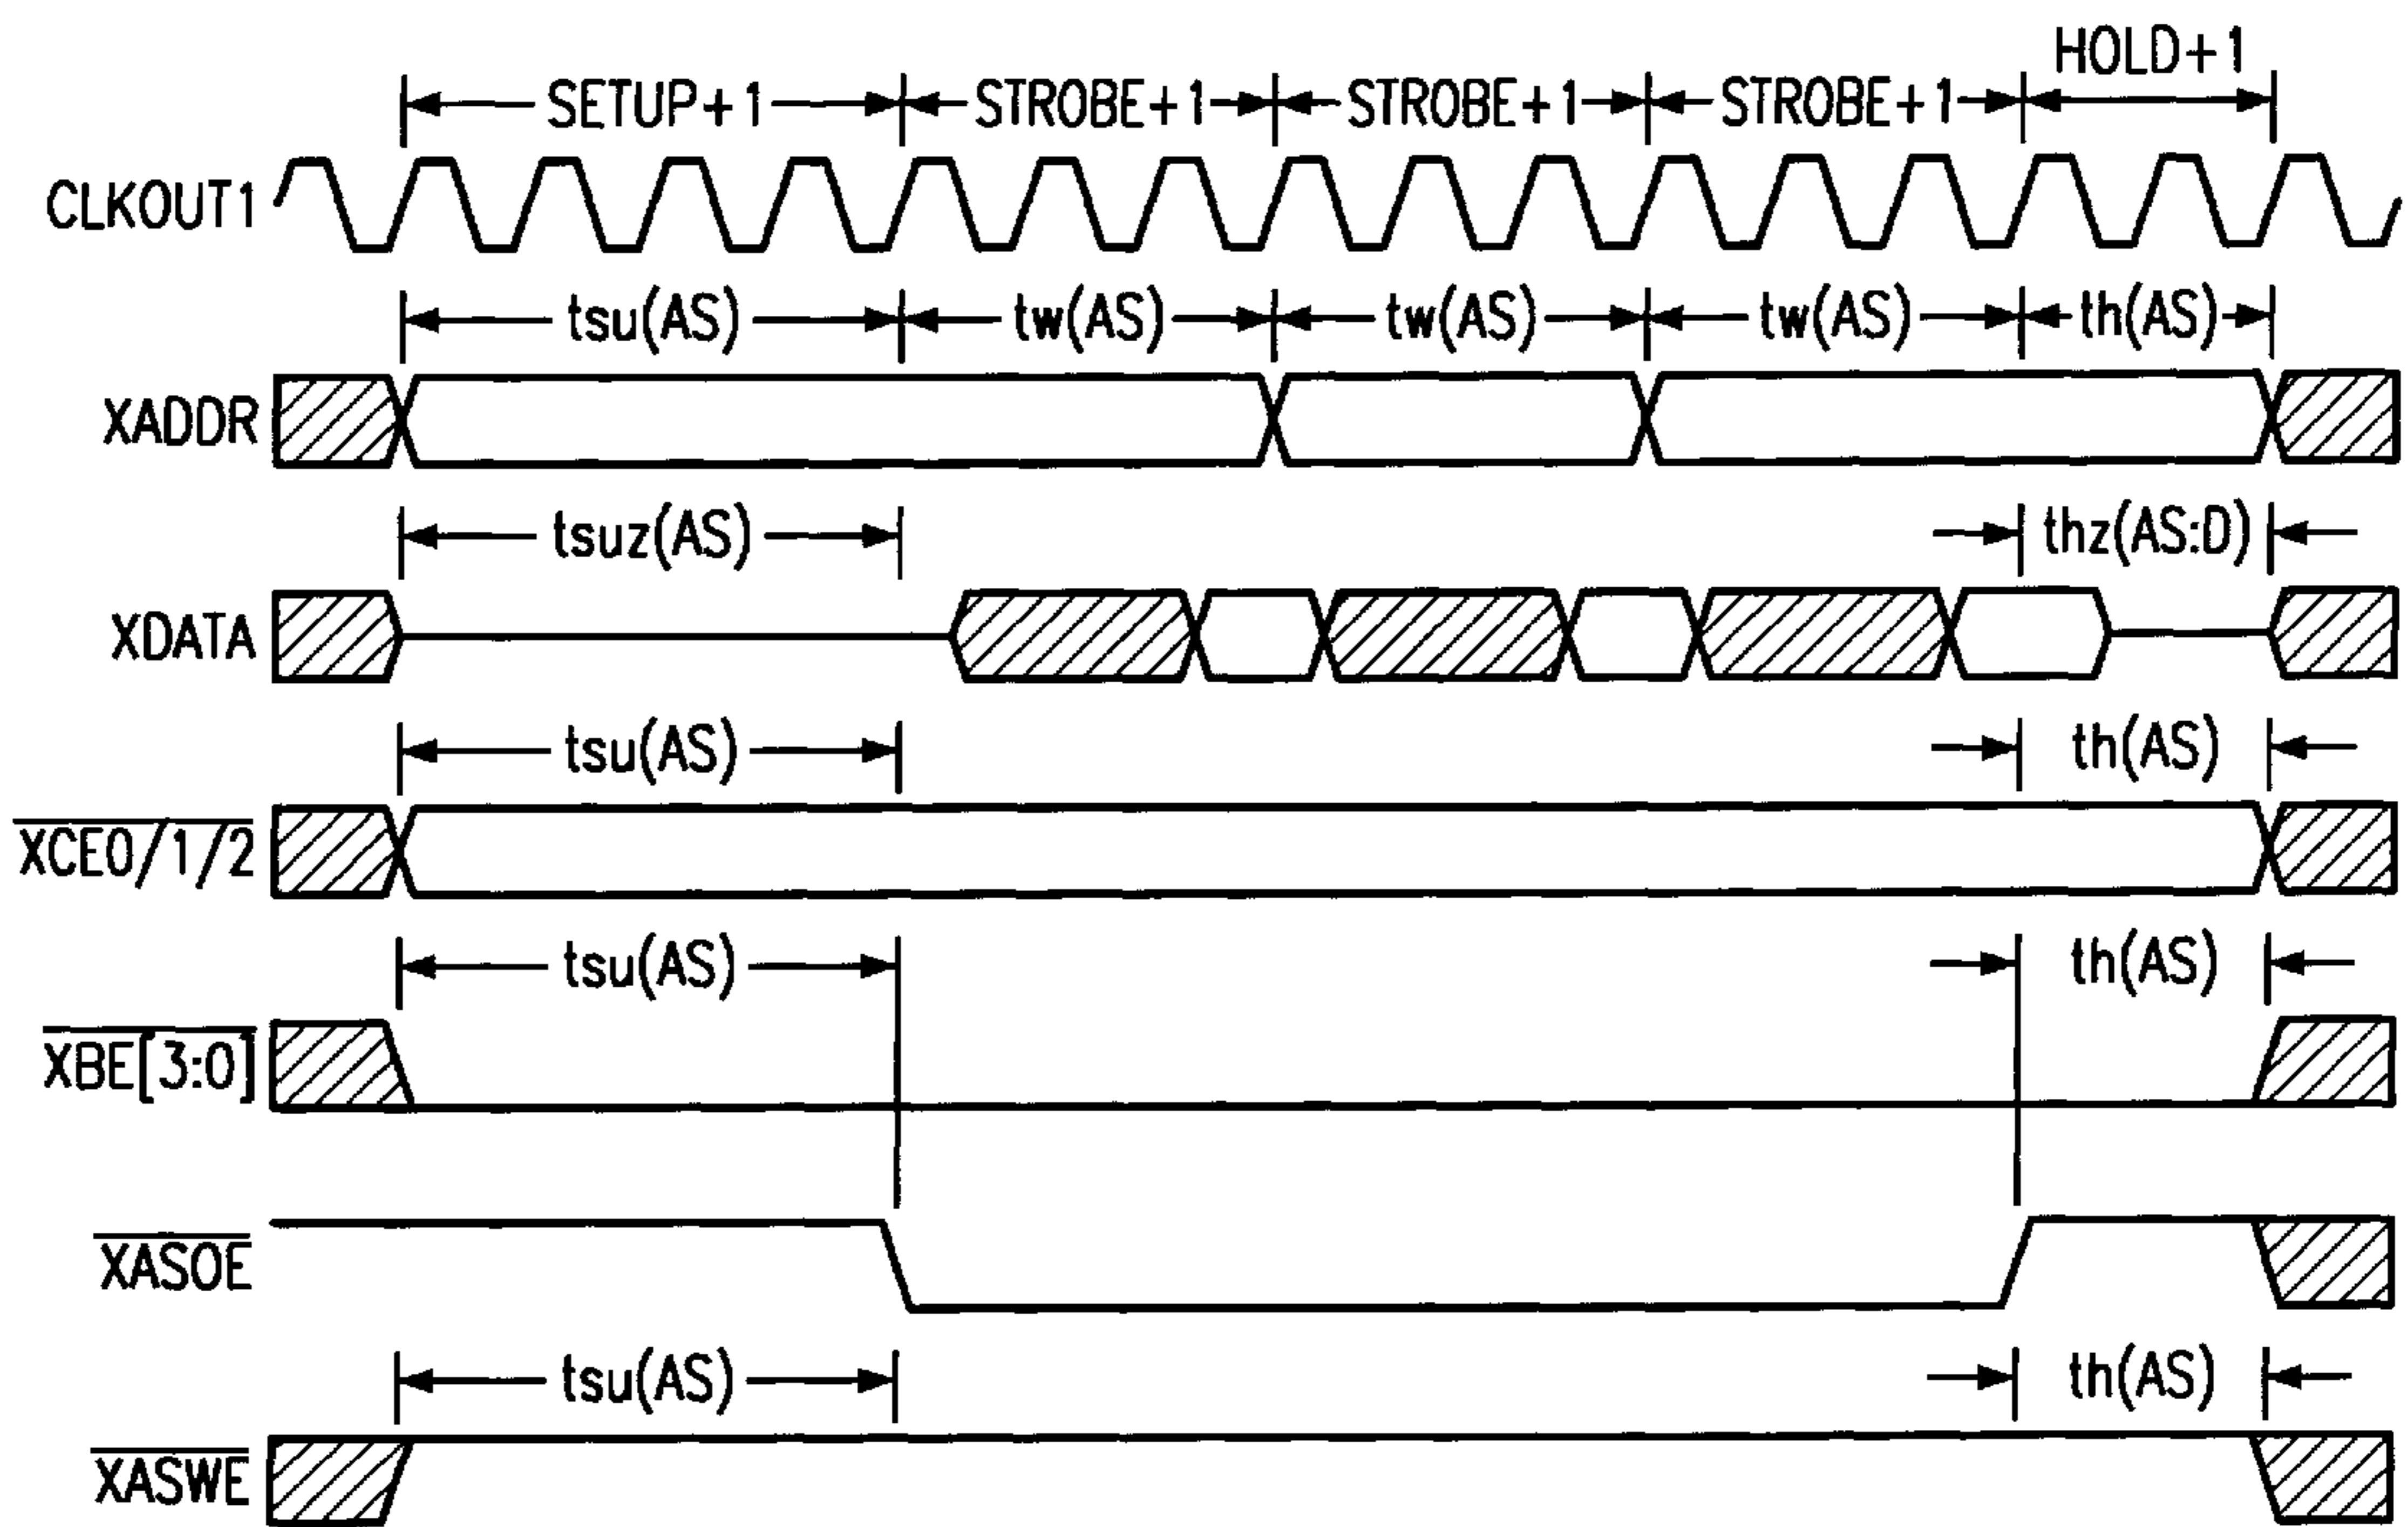 HOLD+1
SETUP+1 STROBE+1 STROBE+1 STROBE+1
CLKOUT1
tsu(AS) tw(AS) tw(AS) tw(AS) th(AS)
XADDR
tsuz(AS) thz(AS:D)
XDATA
tsu(AS) th(AS)
XCE0/1/2
tsu(AS) th(AS)
XBE[3:0]
XASOE
tsu(AS) th(AS)
XASWE